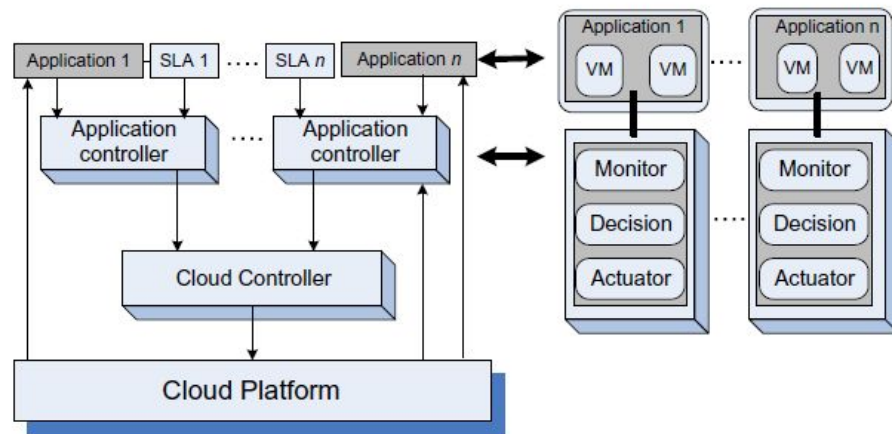 Application 1
SLA 1
....
SLA n
Application n
Application
controller
....
Application
controller
Cloud Controller
Cloud Platform
Application 1
VM
VM
....
Application n
VM
VM
Monitor
Decision
Actuator
....
Monitor
Decision
Actuator